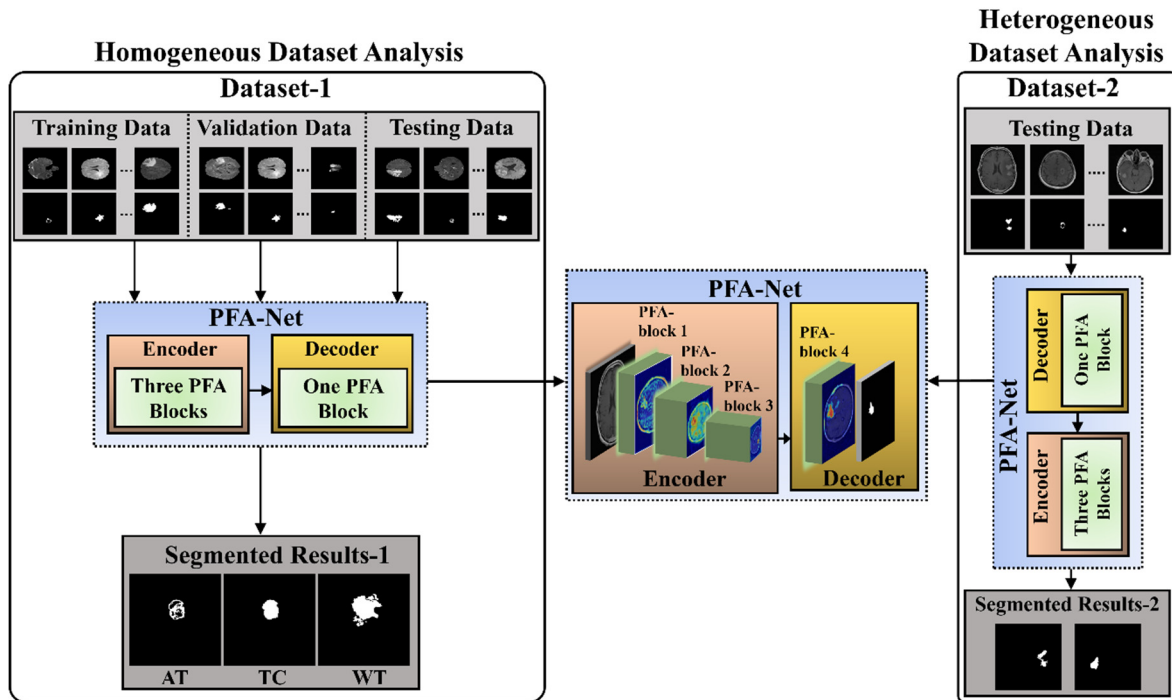 Homogeneous Dataset Analysis
Dataset-1
Training Data
Validation Data
Testing Data
PFA-Net
Encoder
Three PFA
Blocks
Decoder
One PFA
Block
Segmented Results-1
AT
TC
WT
PFA-Net
PFA-
block 1
PFA-
block 2
PFA-
block 3
Encoder
PFA-
block 4
Decoder
Heterogeneous
Dataset Analysis
Dataset-2
Testing Data
PFA-Net
Decoder
One PFA
Block
Encoder
Three PFA
Blocks
Segmented Results-2